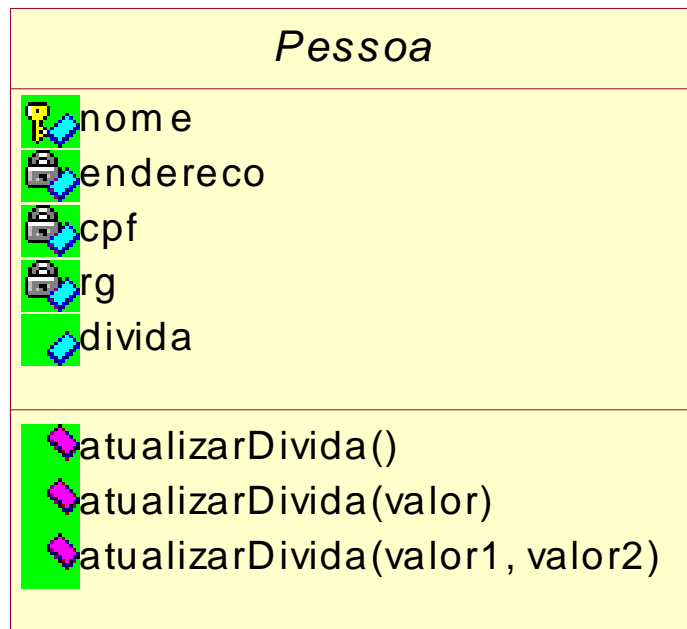 Pessoa
nome
endereco
cpf
rg
divida
atualizarDivida()
atualizarDivida(valor)
atualizarDivida(valor1, valor2)